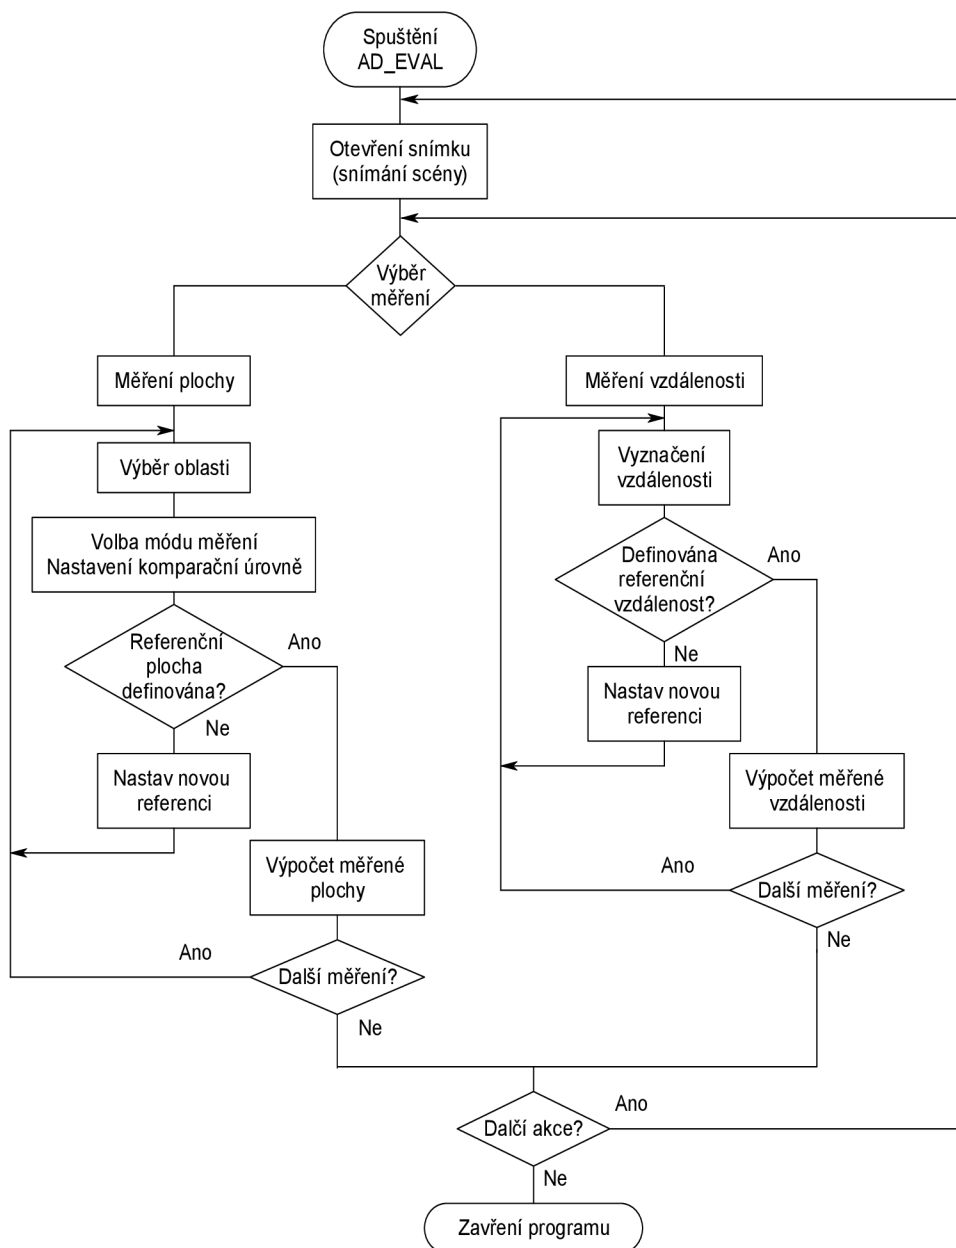 Spuštění
AD_EVAL
Otevření snímku
(snímání scény)
Výběr
měření
Měření plochy
Výběr oblasti
Volba módu měření
Nastavení komparační úrovně
Referenční
plocha
definována?
Ano
Ne
Nastav novou
referenci
Výpočet měřené
plochy
Ano
Další měření?
Ne
Měření vzdálenosti
Vyznačení
vzdálenosti
Definována
referenční
vzdálenost?
Ano
Ne
Nastav novou
referenci
Výpočet měřené
vzdálenosti
Ano
Další měření?
Ne
Dalčí akce?
Ano
Ne
Zavření programu